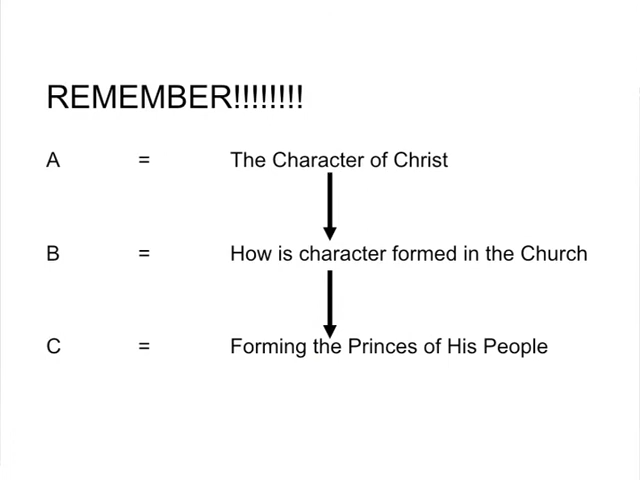 REMEMBER!!!!!!!!
A = The Character of Christ
B = How is character formed in the Church
C = Forming the Princes of His People